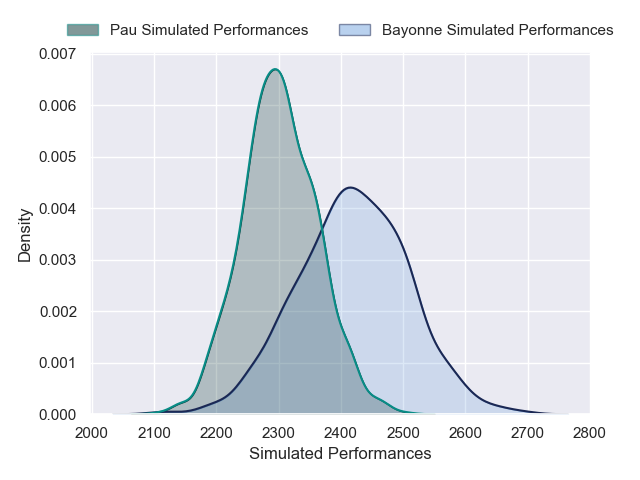 Pau Simulated Performances
Bayonne Simulated Performances
0.007
0.006
0.005
0.004
0.003
0.002
0.001
0.000
Density
2000 2100 2200 2300 2400 2500 2600 2700 2800
Simulated Performances